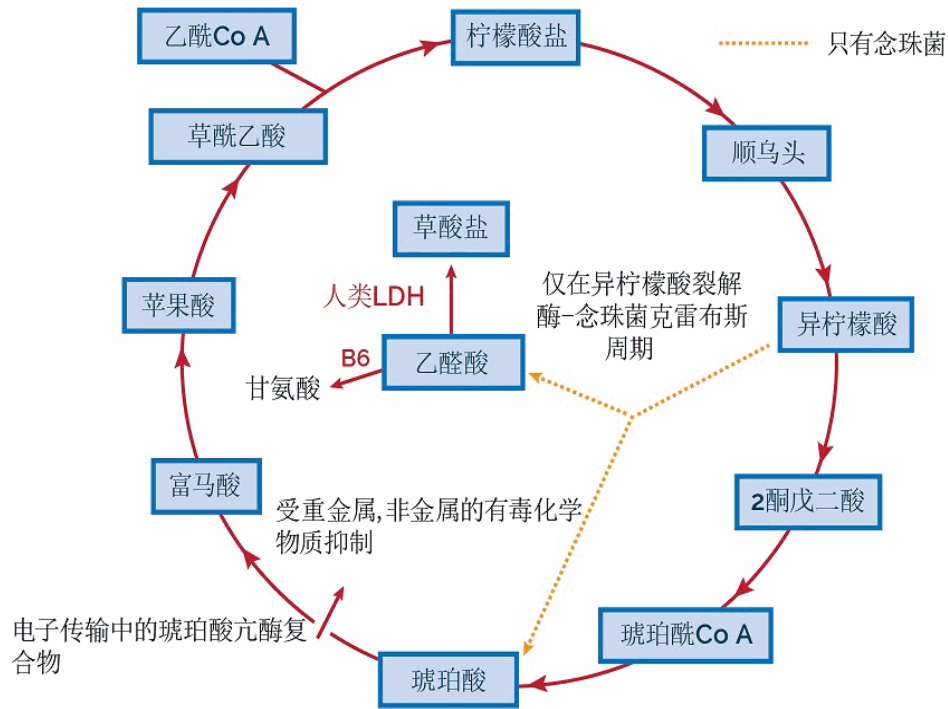 乙酰Co A
柠檬酸盐
只有念珠菌
草酰乙酸
顺乌头
草酸盐
人类LDH
仅在异柠檬酸裂解
酶-念珠菌克雷布斯
周期
苹果酸
异柠檬酸
B6
乙醛酸
甘氨酸
富马酸
2酮戊二酸
受重金属,非金属的有毒化学
物质抑制
电子传输中的琥珀酸亢酶复
合物
琥珀酰Co A
琥珀酸